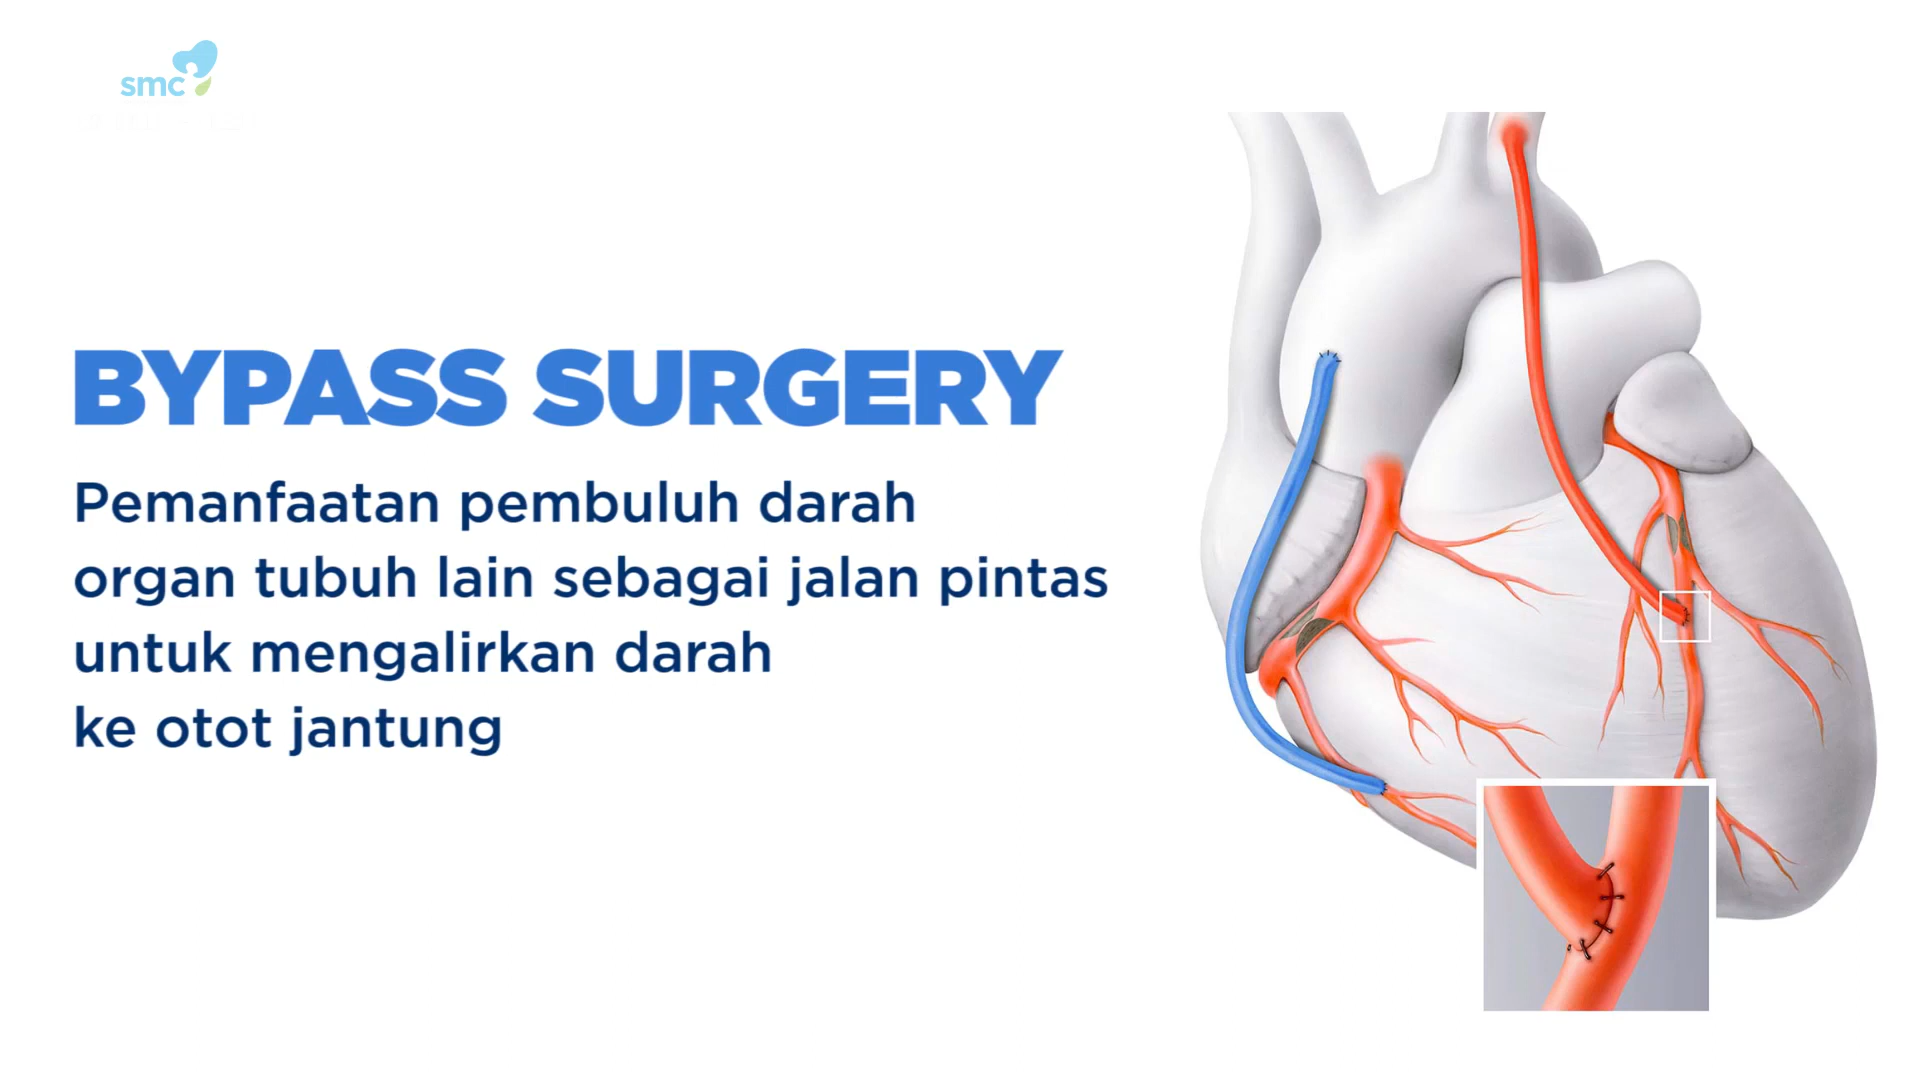 smc
BYPASS SURGERY
Pemanfaatan pembuluh darah
organ tubuh lain sebagai jalan pintas
untuk mengalirkan darah
ke otot jantung